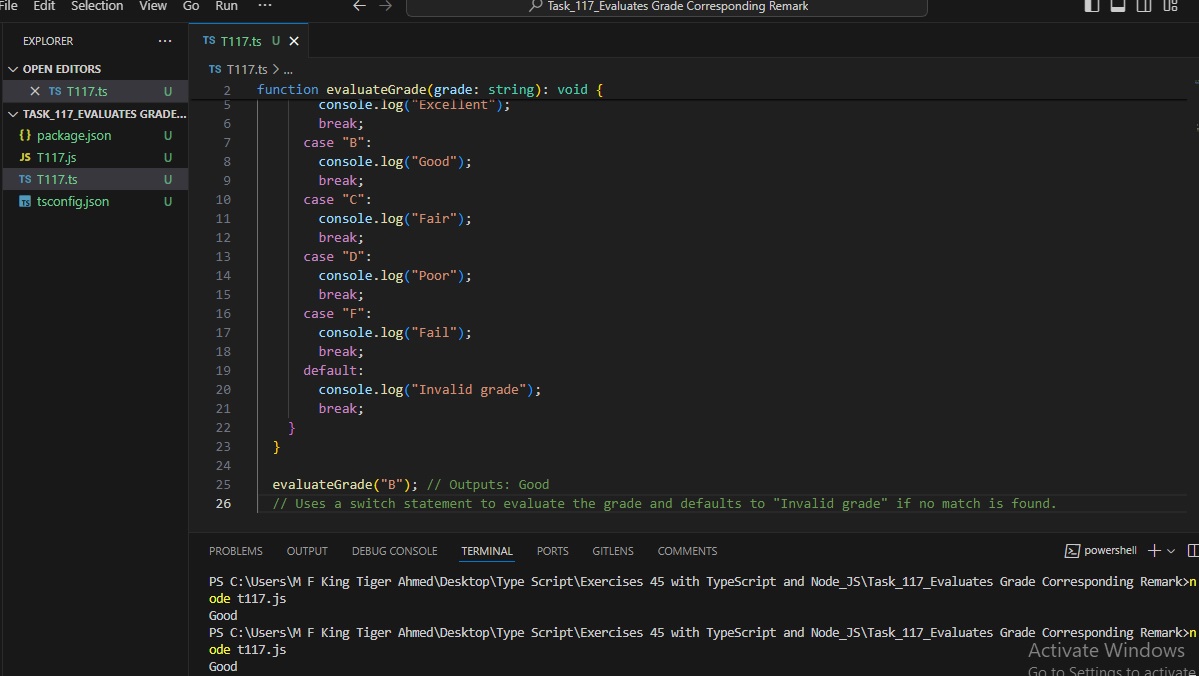 File Edit Selection View Go Run ··· ← → Task_117_Evaluates Grade Corresponding Remark
EXPLORER ···
OPEN EDITORS
TS T117.ts U
TASK_117_EVALUATES GRADE...
{} package.json U
JS T117.js U
TS T117.ts U
TS tsconfig.json U
TS T117.ts U ×
TS T117.ts > ...
2 function evaluateGrade(grade: string): void {
5 console.log("Excellent");
6 break;
7 case "B":
8 console.log("Good");
9 break;
10 case "C":
11 console.log("Fair");
12 break;
13 case "D":
14 console.log("Poor");
15 break;
16 case "F":
17 console.log("Fail");
18 break;
19 default:
20 console.log("Invalid grade");
21 break;
22 }
23 }
24
25 evaluateGrade("B"); // Outputs: Good
26 // Uses a switch statement to evaluate the grade and defaults to "Invalid grade" if no match is found.
PROBLEMS OUTPUT DEBUG CONSOLE TERMINAL PORTS GITLENS COMMENTS powershell
PS C:\Users\M F King Tiger Ahmed\Desktop\Type Script\Exercises 45 with TypeScript and Node_JS\Task_117_Evaluates Grade Corresponding Remark>n
ode t117.js
Good
PS C:\Users\M F King Tiger Ahmed\Desktop\Type Script\Exercises 45 with TypeScript and Node_JS\Task_117_Evaluates Grade Corresponding Remark>n
ode t117.js
Good
Activate Windows
Go to Settings to activate